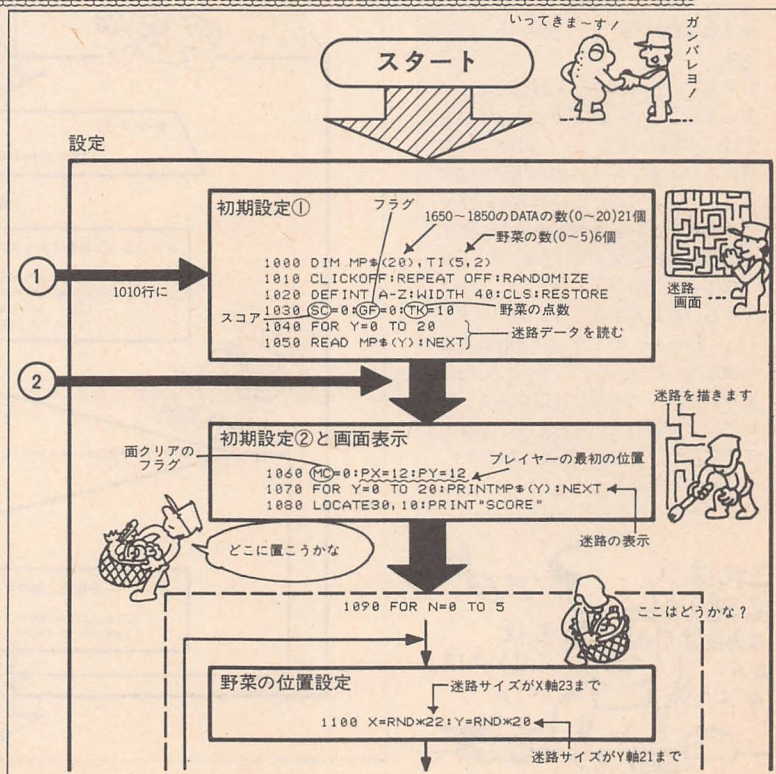 いってきま〜す!
ガンバレヨ!
スタート
設定
初期設定①
フラグ
1650〜1850のDATAの数(0〜20)21個
野菜の数(0〜5)6個
1000 DIM MP$(20),TI(5,2)
1010 CLICKOFF:REPEAT OFF:RANDOMIZE
1020 DEFINT A-Z:WIDTH 40:CLS:RESTORE
1030 SC=0:GF=0:TK=10
スコア
野菜の点数
1040 FOR Y=0 TO 20
1050 READ MP$(Y):NEXT
迷路データを読む
①
1010行に
迷路
画面
②
初期設定②と画面表示
面クリアの
フラグ
プレイヤーの最初の位置
1060 MC=0:PX=12:PY=12
1070 FOR Y=0 TO 20:PRINTMP$(Y):NEXT
1080 LOCATE30,10:PRINT"SCORE"
迷路の表示
迷路を描きます
どこに置こうかな
1090 FOR N=0 TO 5
ここはどうかな?
野菜の位置設定
迷路サイズがX軸23まで
1100 X=RND*22:Y=RND*20
迷路サイズがY軸21まで